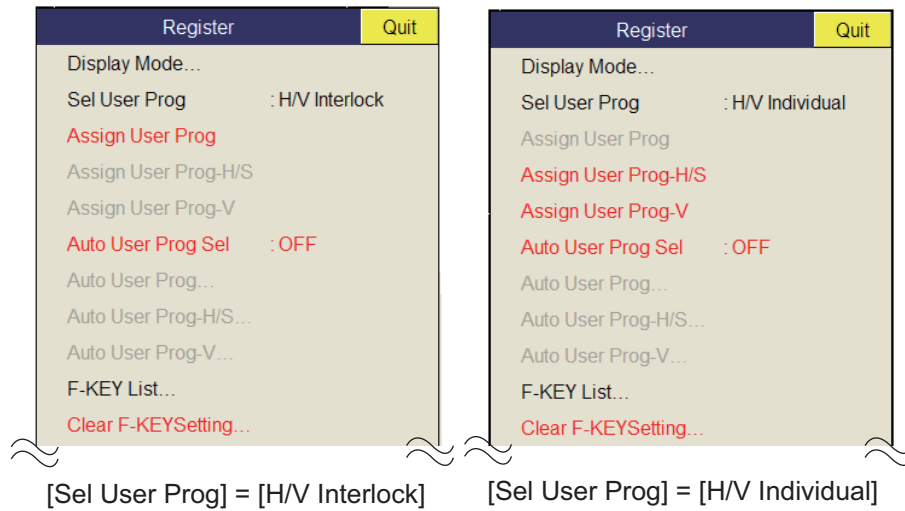 Register Quit
Display Mode...
Sel User Prog : H/V Interlock
Assign User Prog
Assign User Prog-H/S
Assign User Prog-V
Auto User Prog Sel : OFF
Auto User Prog...
Auto User Prog-H/S...
Auto User Prog-V...
F-KEY List...
Clear F-KEYSetting...
[Sel User Prog] = [H/V Interlock]
Register Quit
Display Mode...
Sel User Prog : H/V Individual
Assign User Prog
Assign User Prog-H/S
Assign User Prog-V
Auto User Prog Sel : OFF
Auto User Prog...
Auto User Prog-H/S...
Auto User Prog-V...
F-KEY List...
Clear F-KEYSetting...
[Sel User Prog] = [H/V Individual]